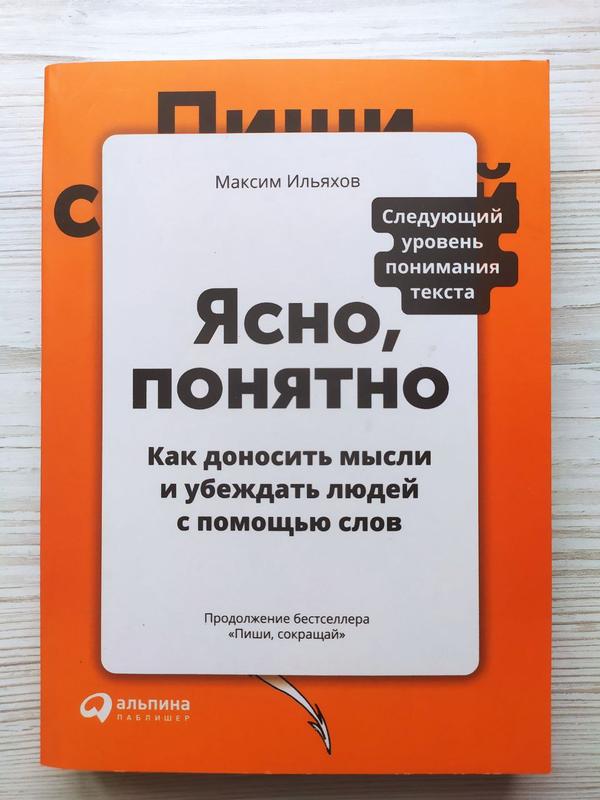 Пиши
с
й
Максим Ильяхов
Следующий
уровень
понимания
текста
Ясно,
понятно
Как доносить мысли
и убеждать людей
с помощью слов
Продолжение бестселлера
«Пиши, сокращай»
альпина
ПАБЛИШЕР